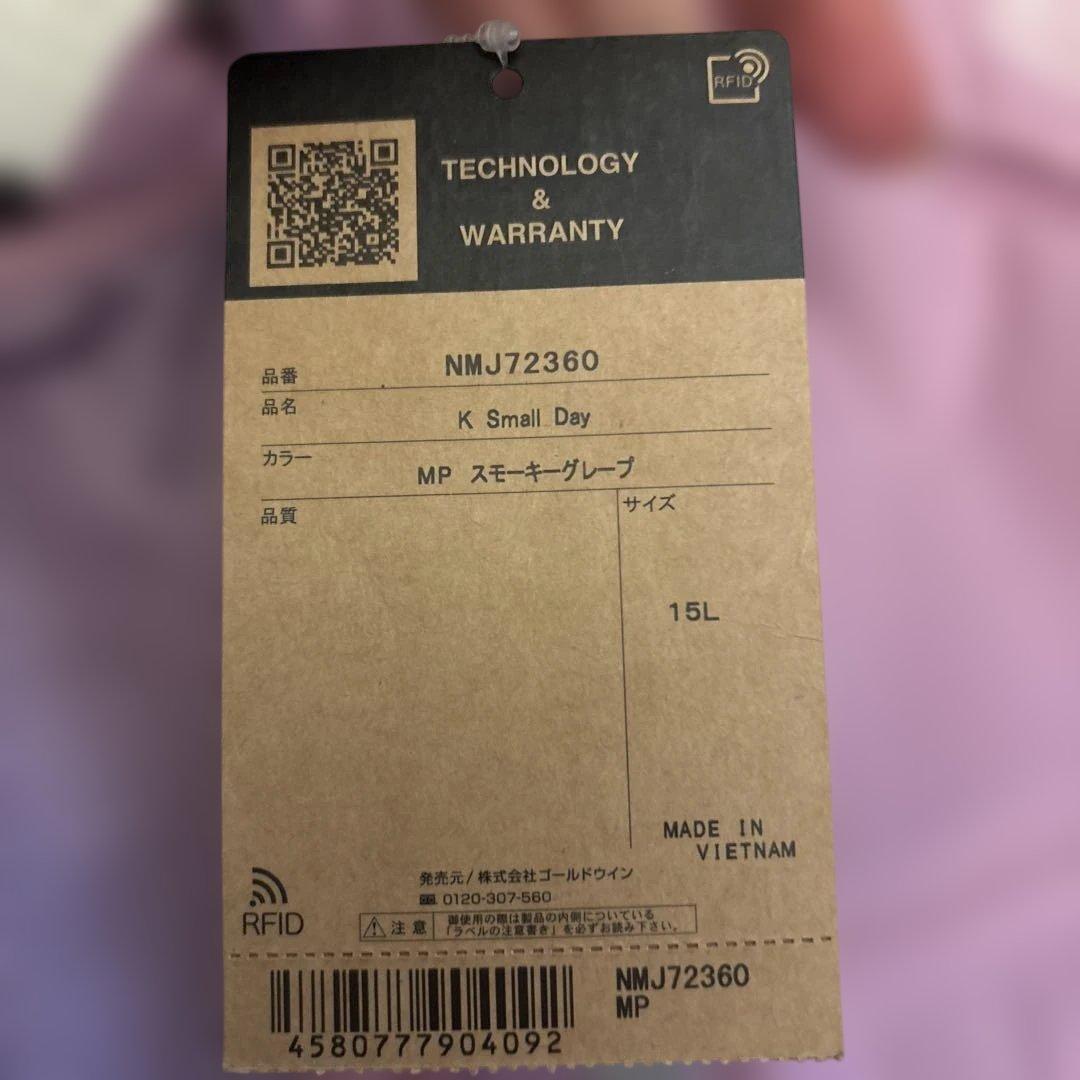 RFID
TECHNOLOGY
&
WARRANTY
品番 NMJ72360
品名 K Small Day
カラー MP スモーキーグレープ
品質
サイズ
15L
MADE IN
VIETNAM
発売元/株式会社ゴールドウイン
0120-307-560
RFID
注意
御使用の際は製品の内側についている
「ラベルの注意書き」を必ずお読み下さい。
NMJ72360
MP
4580777904092